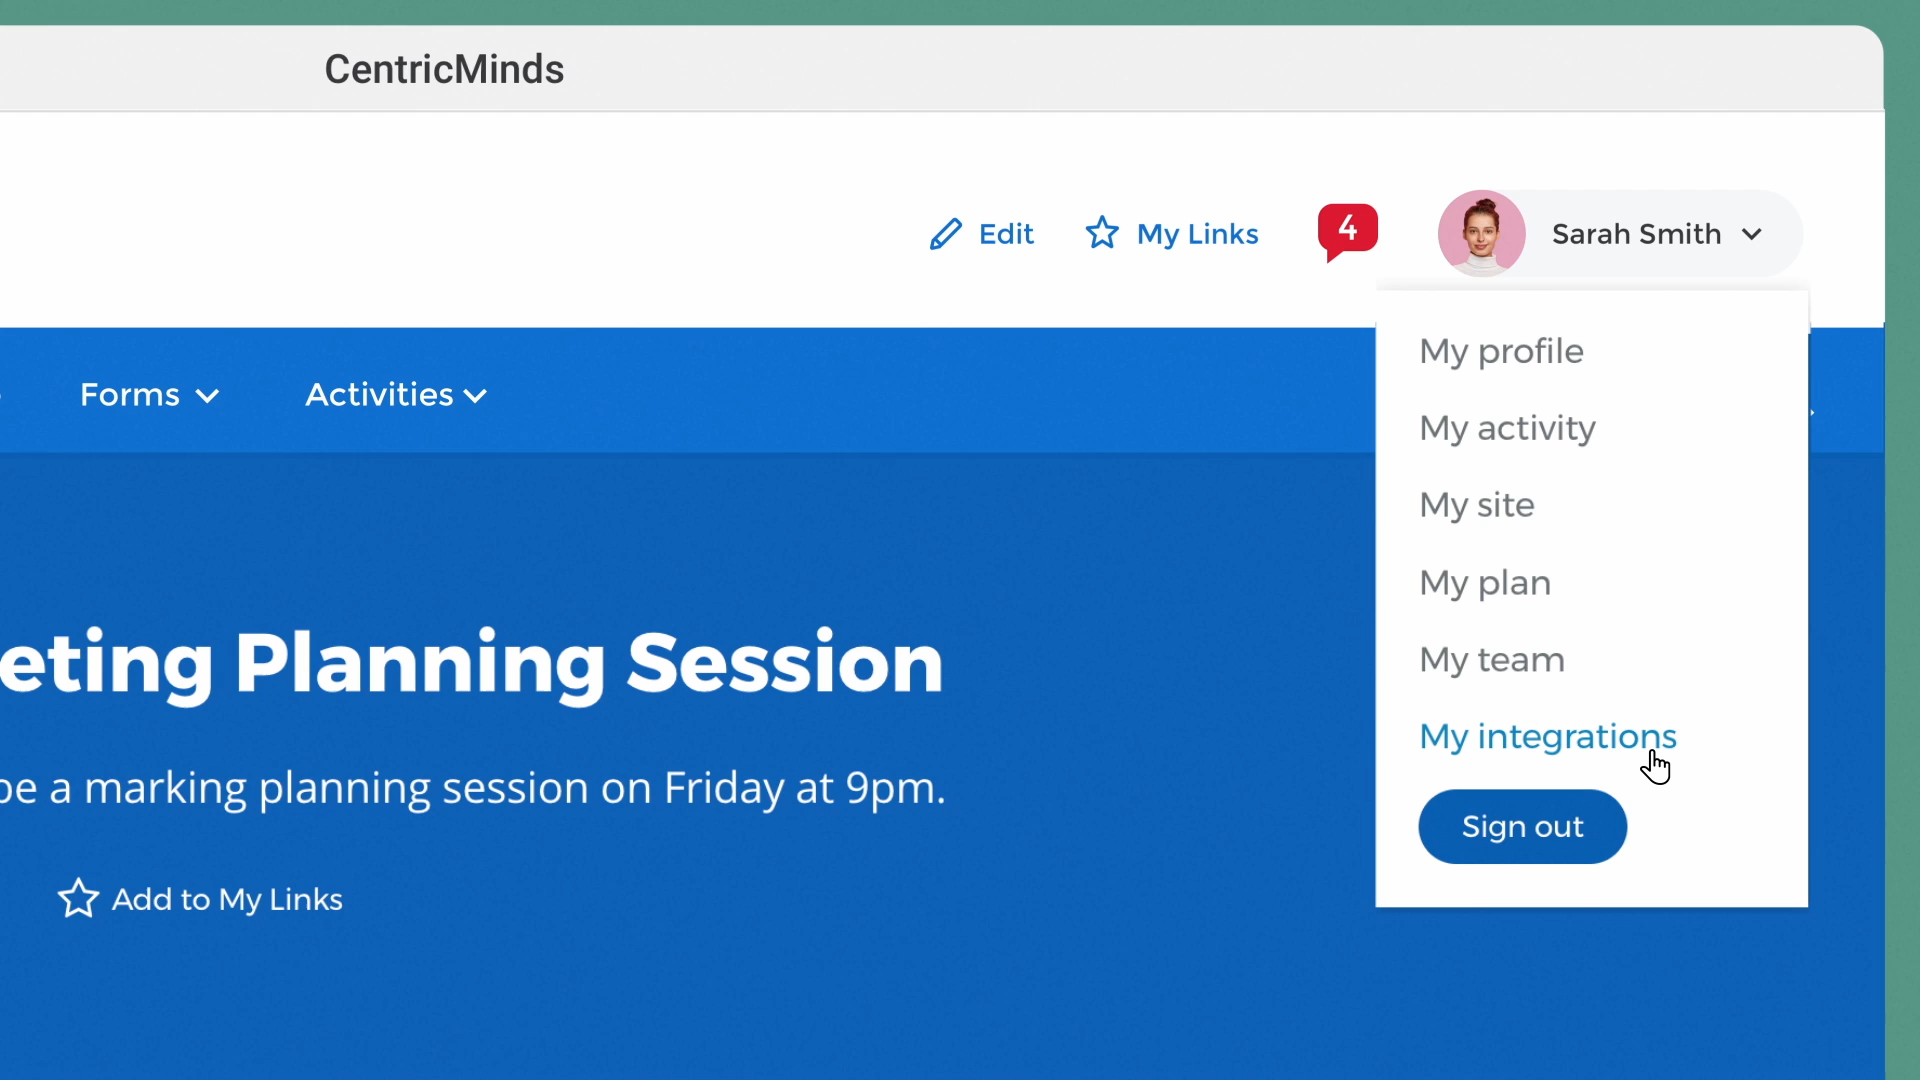 CentricMinds
Edit
My Links
4
Sarah Smith
Forms
Activities
My profile
My activity
My site
My plan
My team
My integrations
Sign out
eting Planning Session
be a marking planning session on Friday at 9pm.
Add to My Links